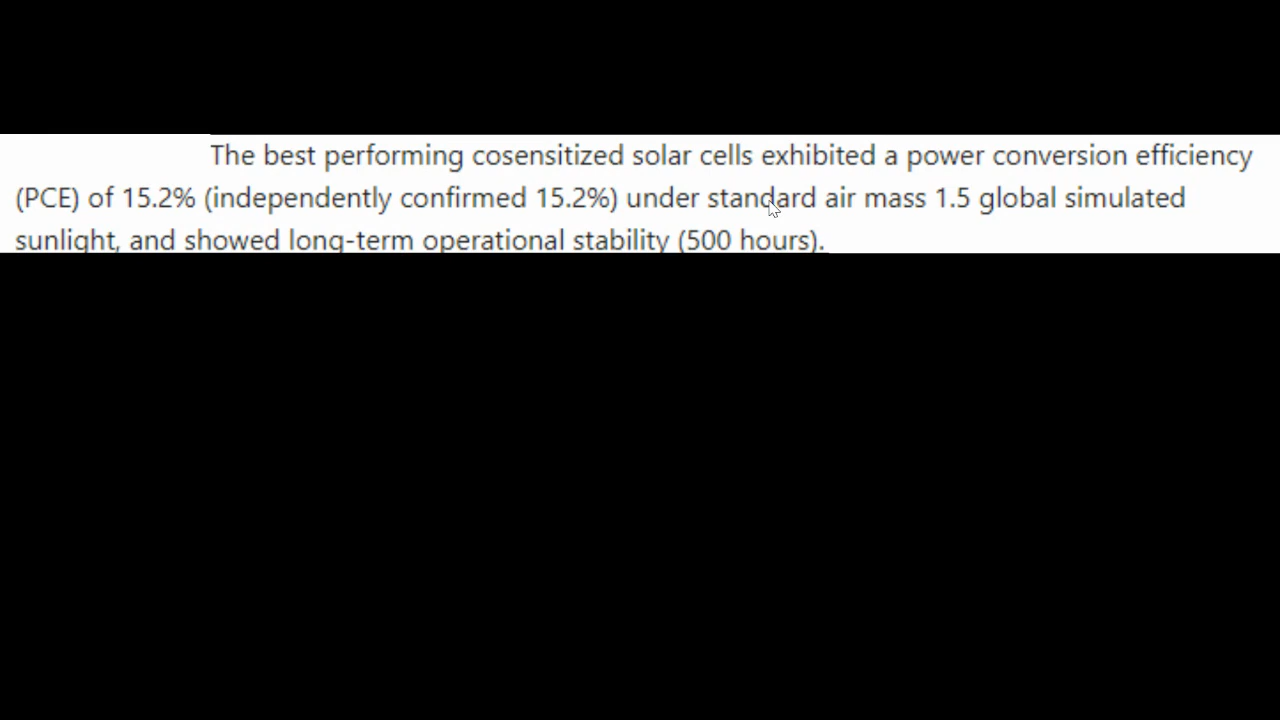 The best performing cosensitized solar cells exhibited a power conversion efficiency
(PCE) of 15.2% (independently confirmed 15.2%) under standard air mass 1.5 global simulated
sunlight, and showed long-term operational stability (500 hours).